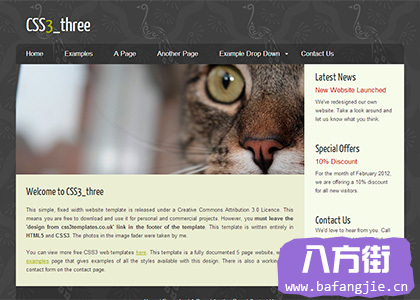 CSS3_three
Home Examples A Page Another Page Example Drop Down Contact Us
Latest News
New Website Launched
We've redesigned our own
website. Take a look around and
let us know what you think.
Special Offers
10% Discount
For the month of February 2012,
we are offering a 10% discount
for all new visitors.
Contact Us
We'd love to hear from you. Call
Welcome to CSS3_three
This simple, fixed width website template is released under a Creative Commons Attribution 3.0 Licence. This
means you are free to download and use it for personal and commercial projects. However, you must leave the
'design from css3templates.co.uk' link in the footer of the template. This template is written entirely in
HTML5 and CSS3. The photos in the image fader were taken by me.
You can view more free CSS3 web templates here. This template is a fully documented 5 page website, with an
examples page that gives examples of all the styles available with this design. There is also a working
contact form on the contact page.
八方街
www.bafangjie.cn